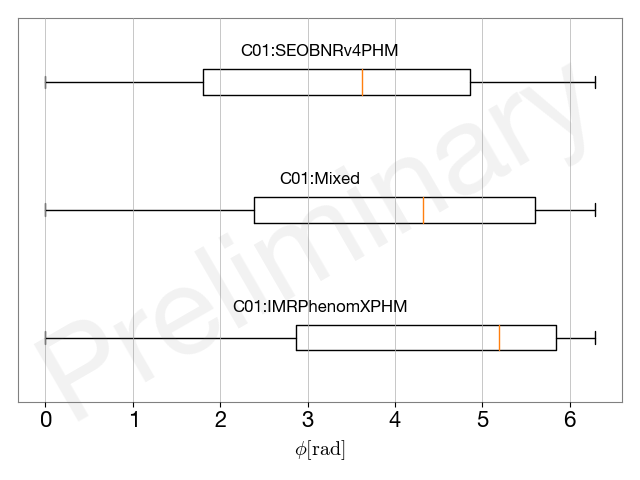 C01:SEOBNRv4PHM
C01:Mixed
C01:IMRPhenomXPHM
Preliminary
0 1 2 3 4 5 6
ϕ[rad]